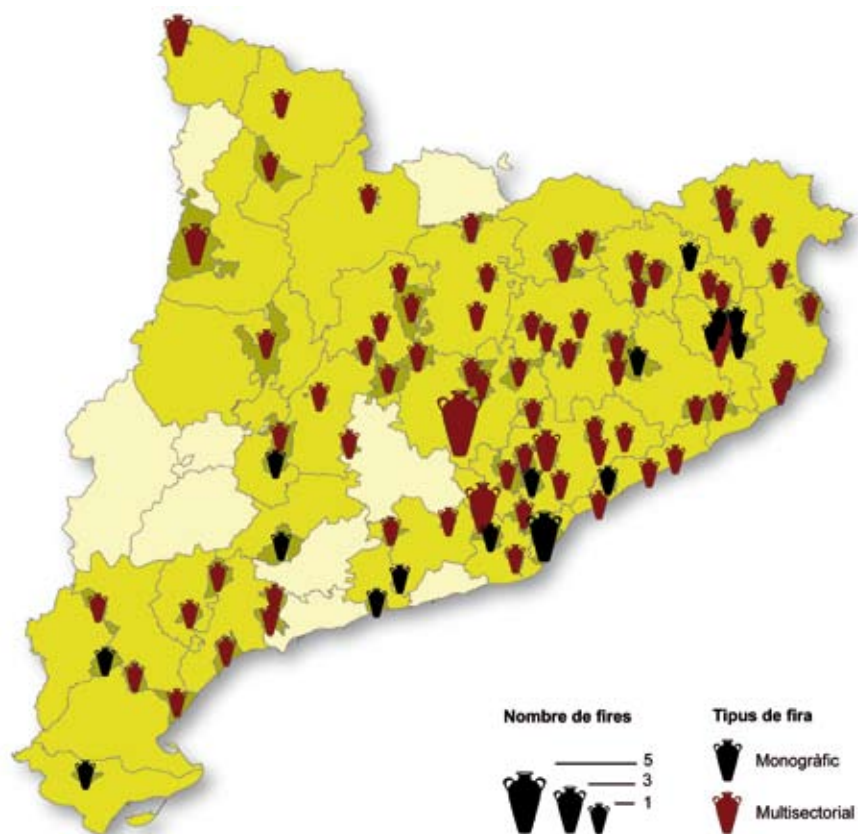 Nombre de fires
5
3
1
Tipus de fira
Monogràfic
Multisectorial